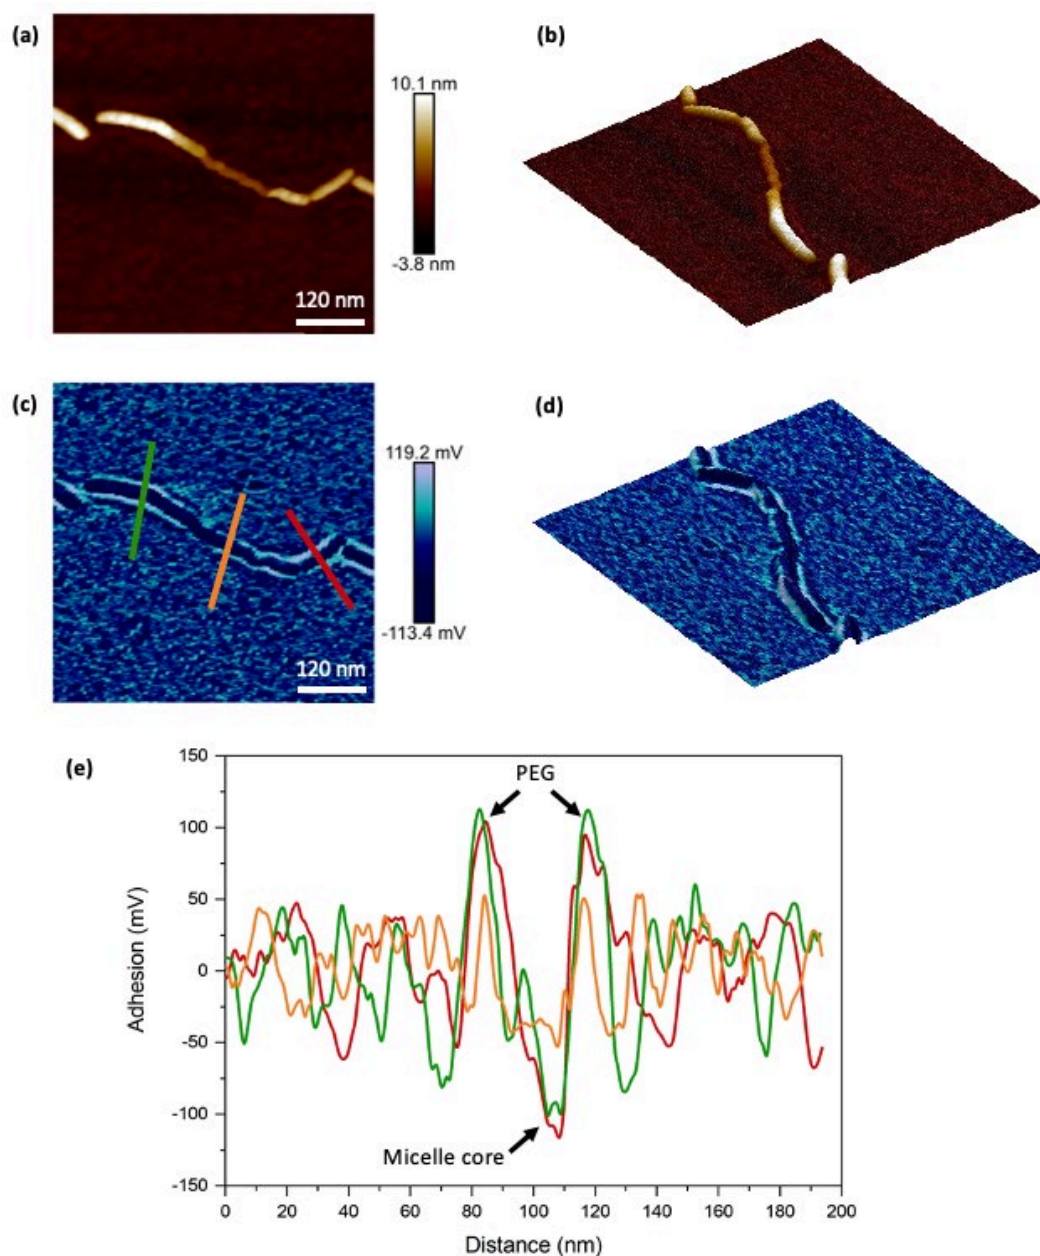 (a)
10.1 nm
-3.8 nm
120 nm
(b)
(c)
119.2 mV
-113.4 mV
120 nm
(d)
(e)
150
100
50
0
-50
-100
-150
Adhesion (mV)
PEG
Micelle core
0 20 40 60 80 100 120 140 160 180 200
Distance (nm)